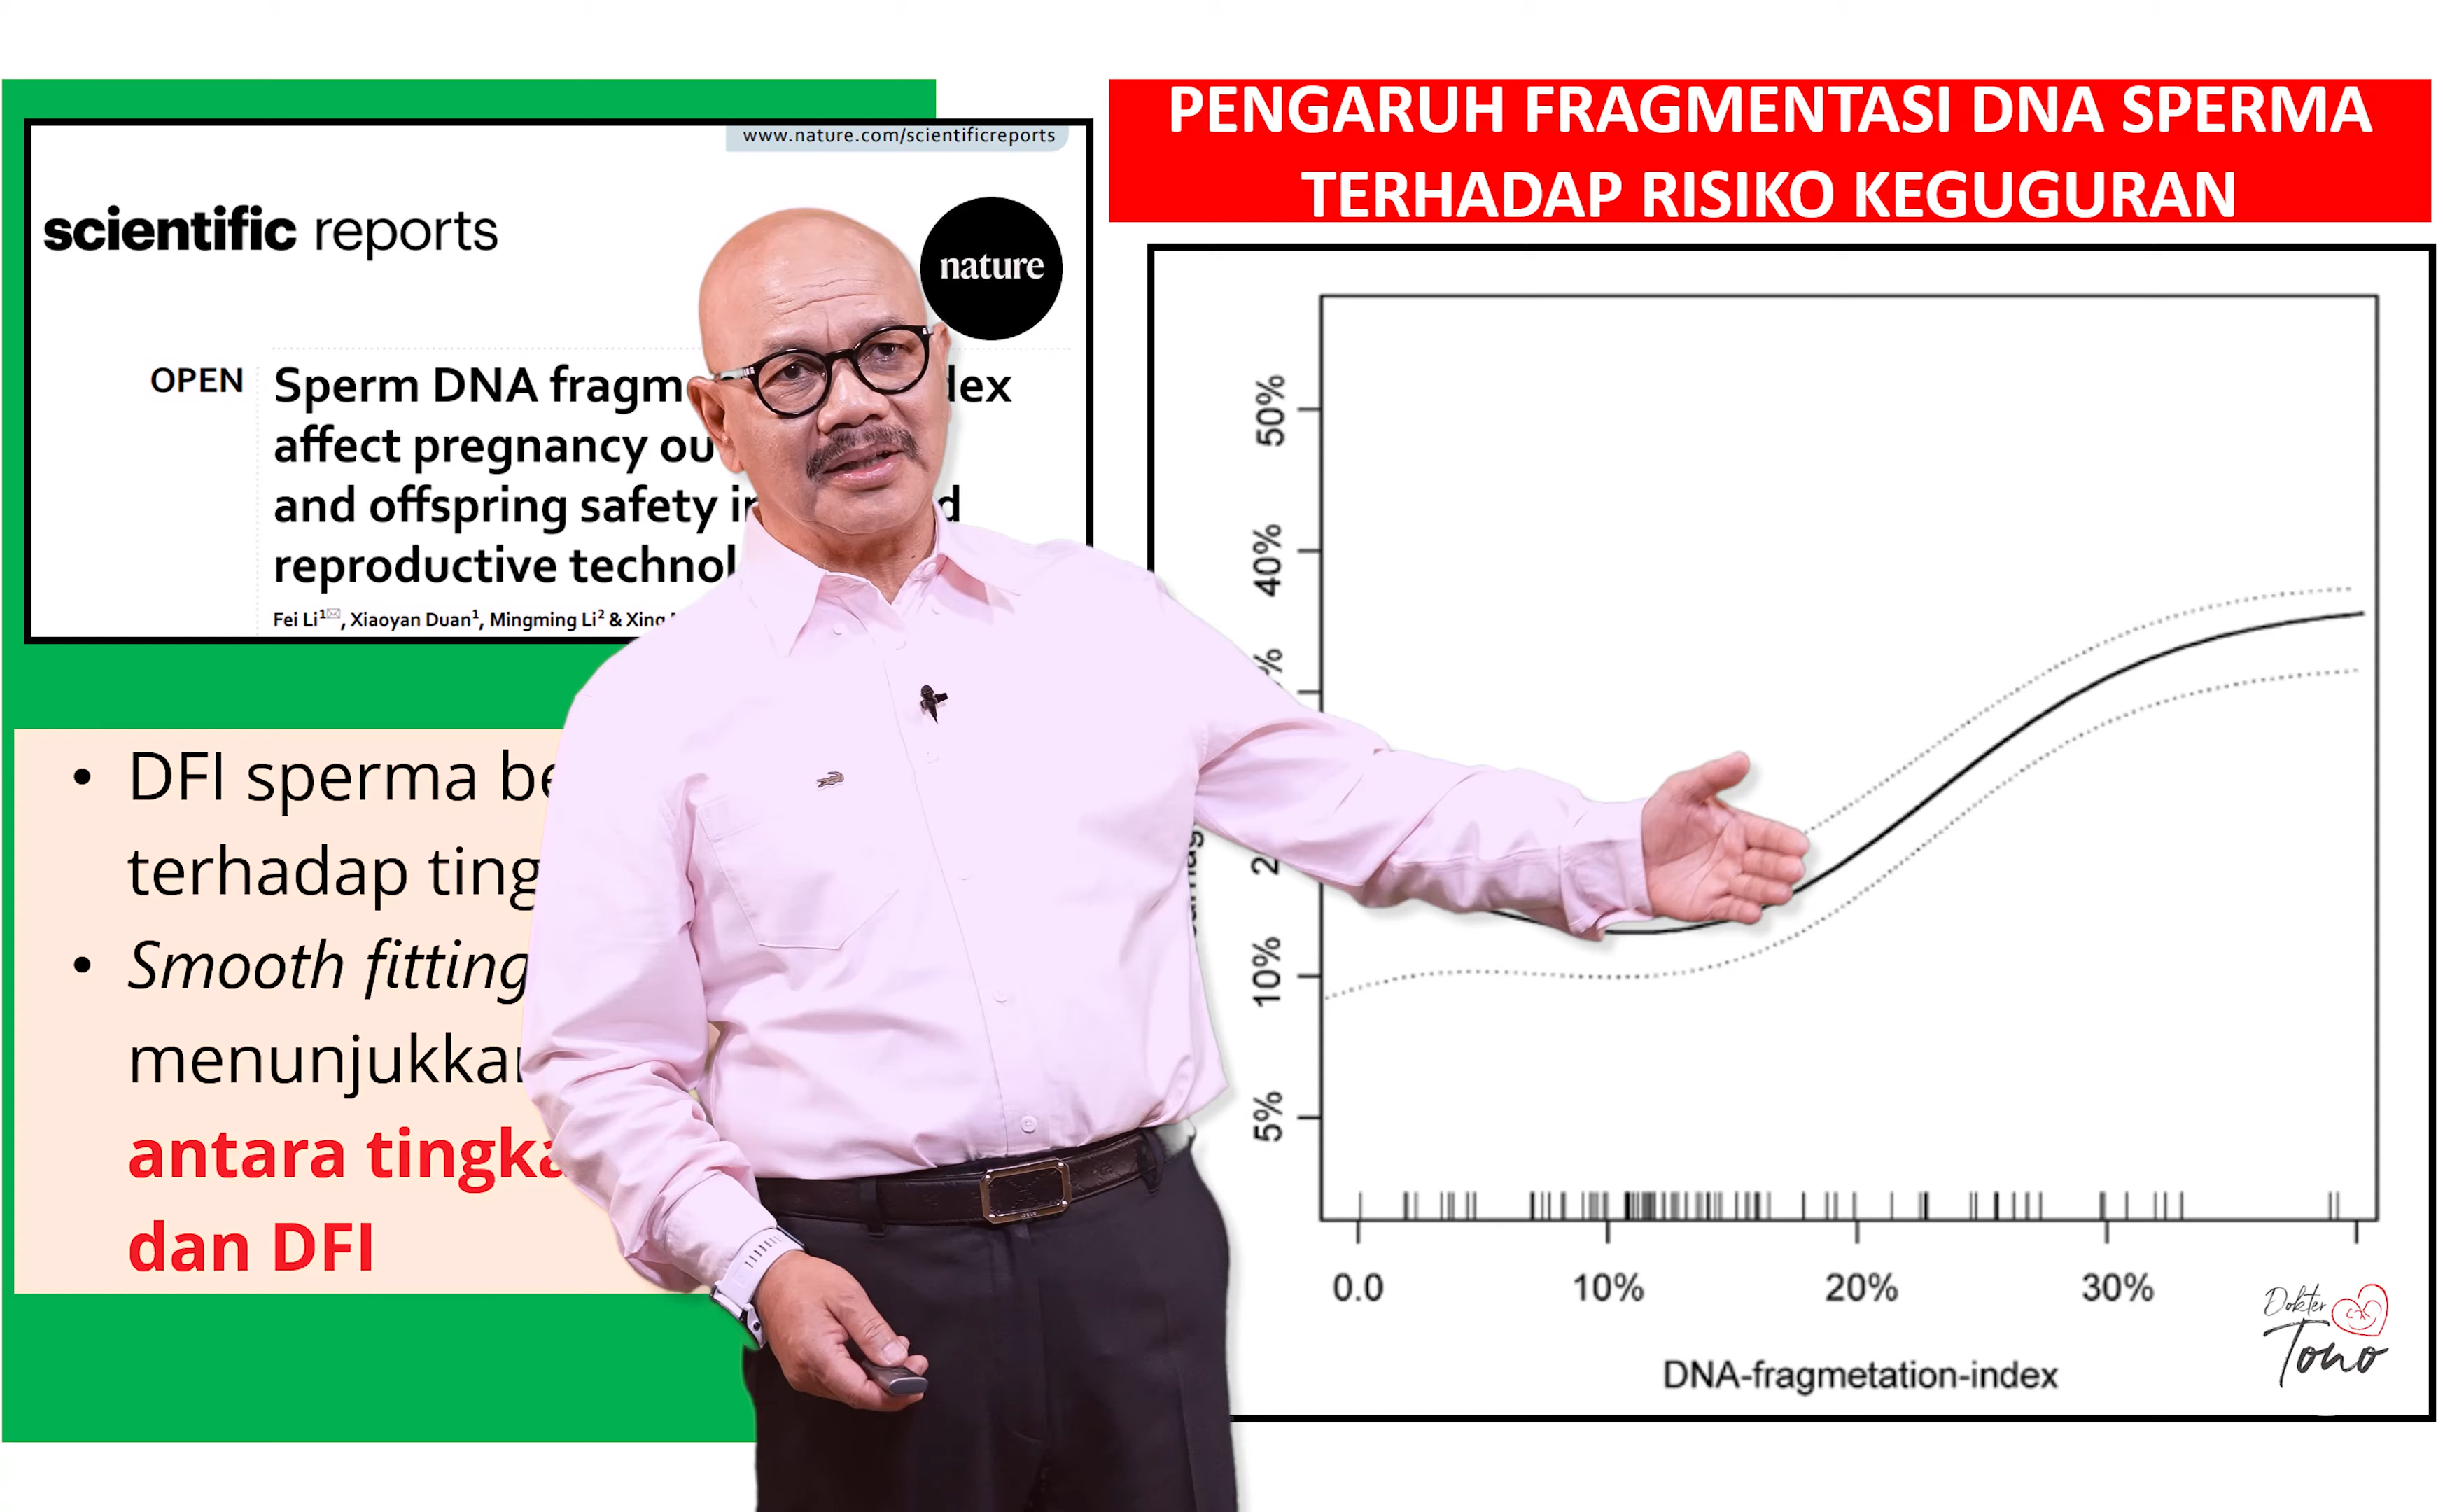 www.nature.com/scientificreports
scientific reports
nature
OPEN
Sperm DNA fragm dex
affect pregnancy ou
and offspring safety in d
reproductive technol
Fei Li1✉, Xiaoyan Duan1, Mingming Li2 & Xing
• DFI sperma be
terhadap ting
• Smooth fitting
menunjukkan
antara tingka
dan DFI
PENGARUH FRAGMENTASI DNA SPERMA
TERHADAP RISIKO KEGUGURAN
50%
40%
%
2
10%
5%
0.0 10% 20% 30%
DNA-fragmetation-index
Dokter
Tono